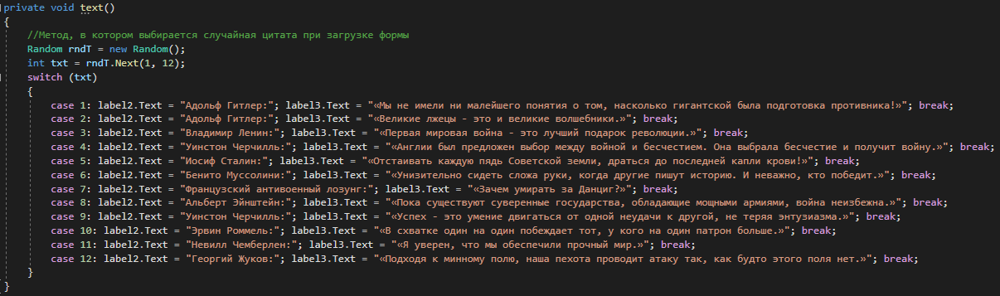 private void text()
{
//Метод, в котором выбирается случайная цитата при загрузке формы
Random rndT = new Random();
int txt = rndT.Next(1, 12);
switch (txt)
{
case 1: label2.Text = "Адольф Гитлер:"; label3.Text = "«Мы не имели ни малейшего понятия о том, насколько гигантской была подготовка противника!»"; break;
case 2: label2.Text = "Адольф Гитлер:"; label3.Text = "«Великие лжецы - это и великие волшебники.»"; break;
case 3: label2.Text = "Владимир Ленин:"; label3.Text = "«Первая мировая война - это лучший подарок революции.»"; break;
case 4: label2.Text = "Уинстон Черчилль:"; label3.Text = "«Англии был предложен выбор между войной и бесчестием. Она выбрала бесчестие и получит войну.»"; break;
case 5: label2.Text = "Иосиф Сталин:"; label3.Text = "«Отстаивать каждую пядь Советской земли, драться до последней капли крови!»"; break;
case 6: label2.Text = "Бенито Муссолини:"; label3.Text = "«Унизительно сидеть сложа руки, когда другие пишут историю. И неважно, кто победит.»"; break;
case 7: label2.Text = "Французский антивоенный лозунг:"; label3.Text = "«Зачем умирать за Данциг?»"; break;
case 8: label2.Text = "Альберт Эйнштейн:"; label3.Text = "«Пока существуют суверенные государства, обладающие мощными армиями, война неизбежна.»"; break;
case 9: label2.Text = "Уинстон Черчилль:"; label3.Text = "«Успех - это умение двигаться от одной неудачи к другой, не теряя энтузиазма.»"; break;
case 10: label2.Text = "Эрвин Роммель:"; label3.Text = "«В схватке один на один побеждает тот, у кого на один патрон больше.»"; break;
case 11: label2.Text = "Невилл Чемберлен:"; label3.Text = "«Я уверен, что мы обеспечили прочный мир.»"; break;
case 12: label2.Text = "Георгий Жуков:"; label3.Text = "«Подходя к минному полю, наша пехота проводит атаку так, как будто этого поля нет.»"; break;
}
}